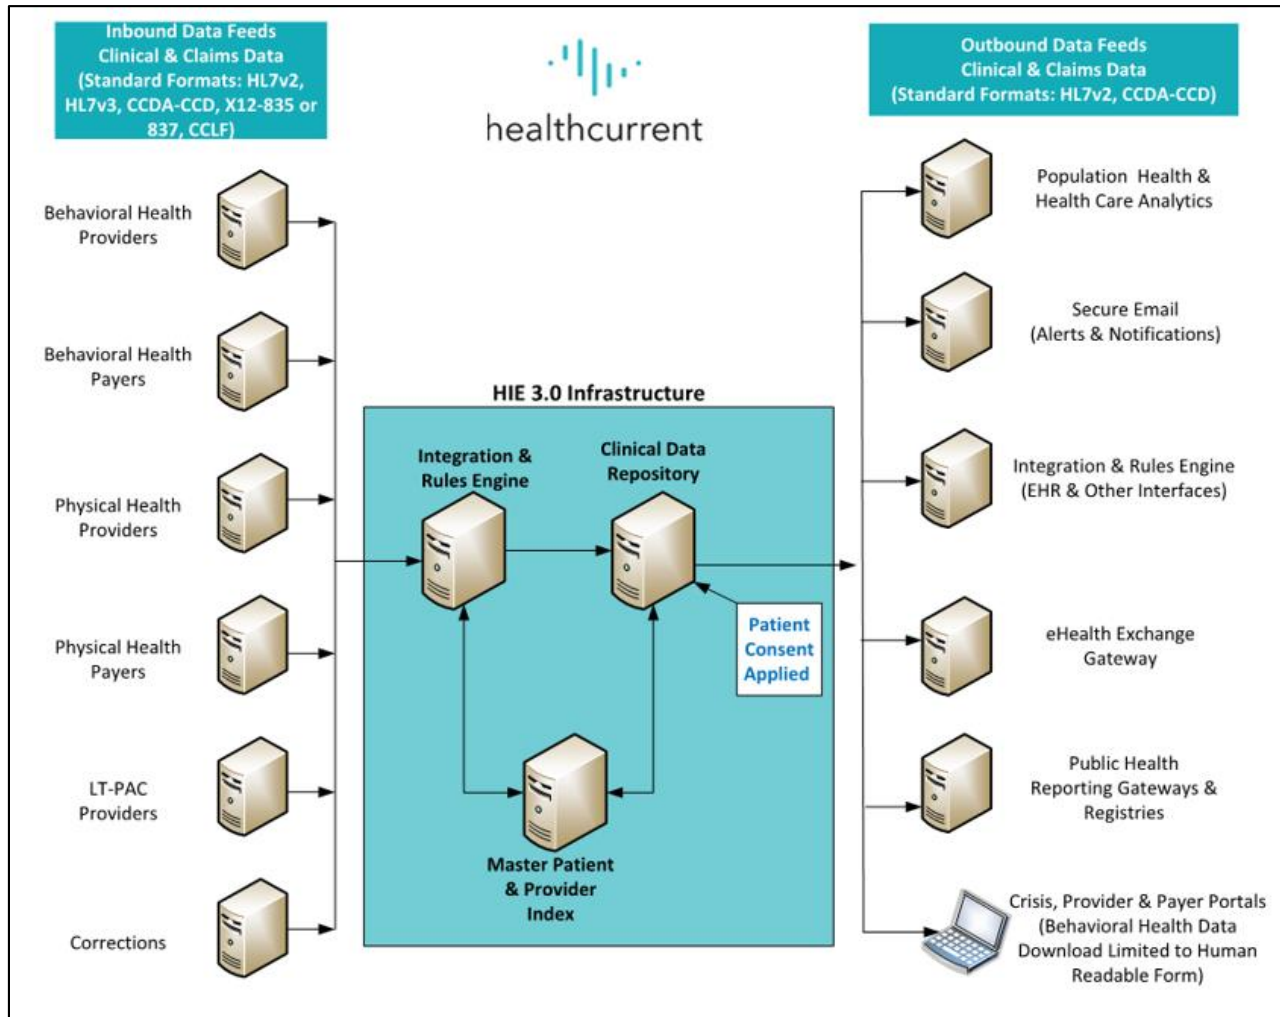 Inbound Data Feeds
Clinical & Claims Data
(Standard Formats: HL7v2,
HL7v3, CCDA-CCD, X12-835 or
837, CCLF)
healthcurrent
Outbound Data Feeds
Clinical & Claims Data
(Standard Formats: HL7v2, CCDA-CCD)
Behavioral Health
Providers
Behavioral Health
Payers
Physical Health
Providers
Physical Health
Payers
LT-PAC
Providers
Corrections
HIE 3.0 Infrastructure
Integration &
Rules Engine
Clinical Data
Repository
Patient
Consent
Applied
Master Patient
& Provider
Index
Population Health &
Health Care Analytics
Secure Email
(Alerts & Notifications)
Integration & Rules Engine
(EHR & Other Interfaces)
eHealth Exchange
Gateway
Public Health
Reporting Gateways &
Registries
Crisis, Provider & Payer Portals
(Behavioral Health Data
Download Limited to Human
Readable Form)